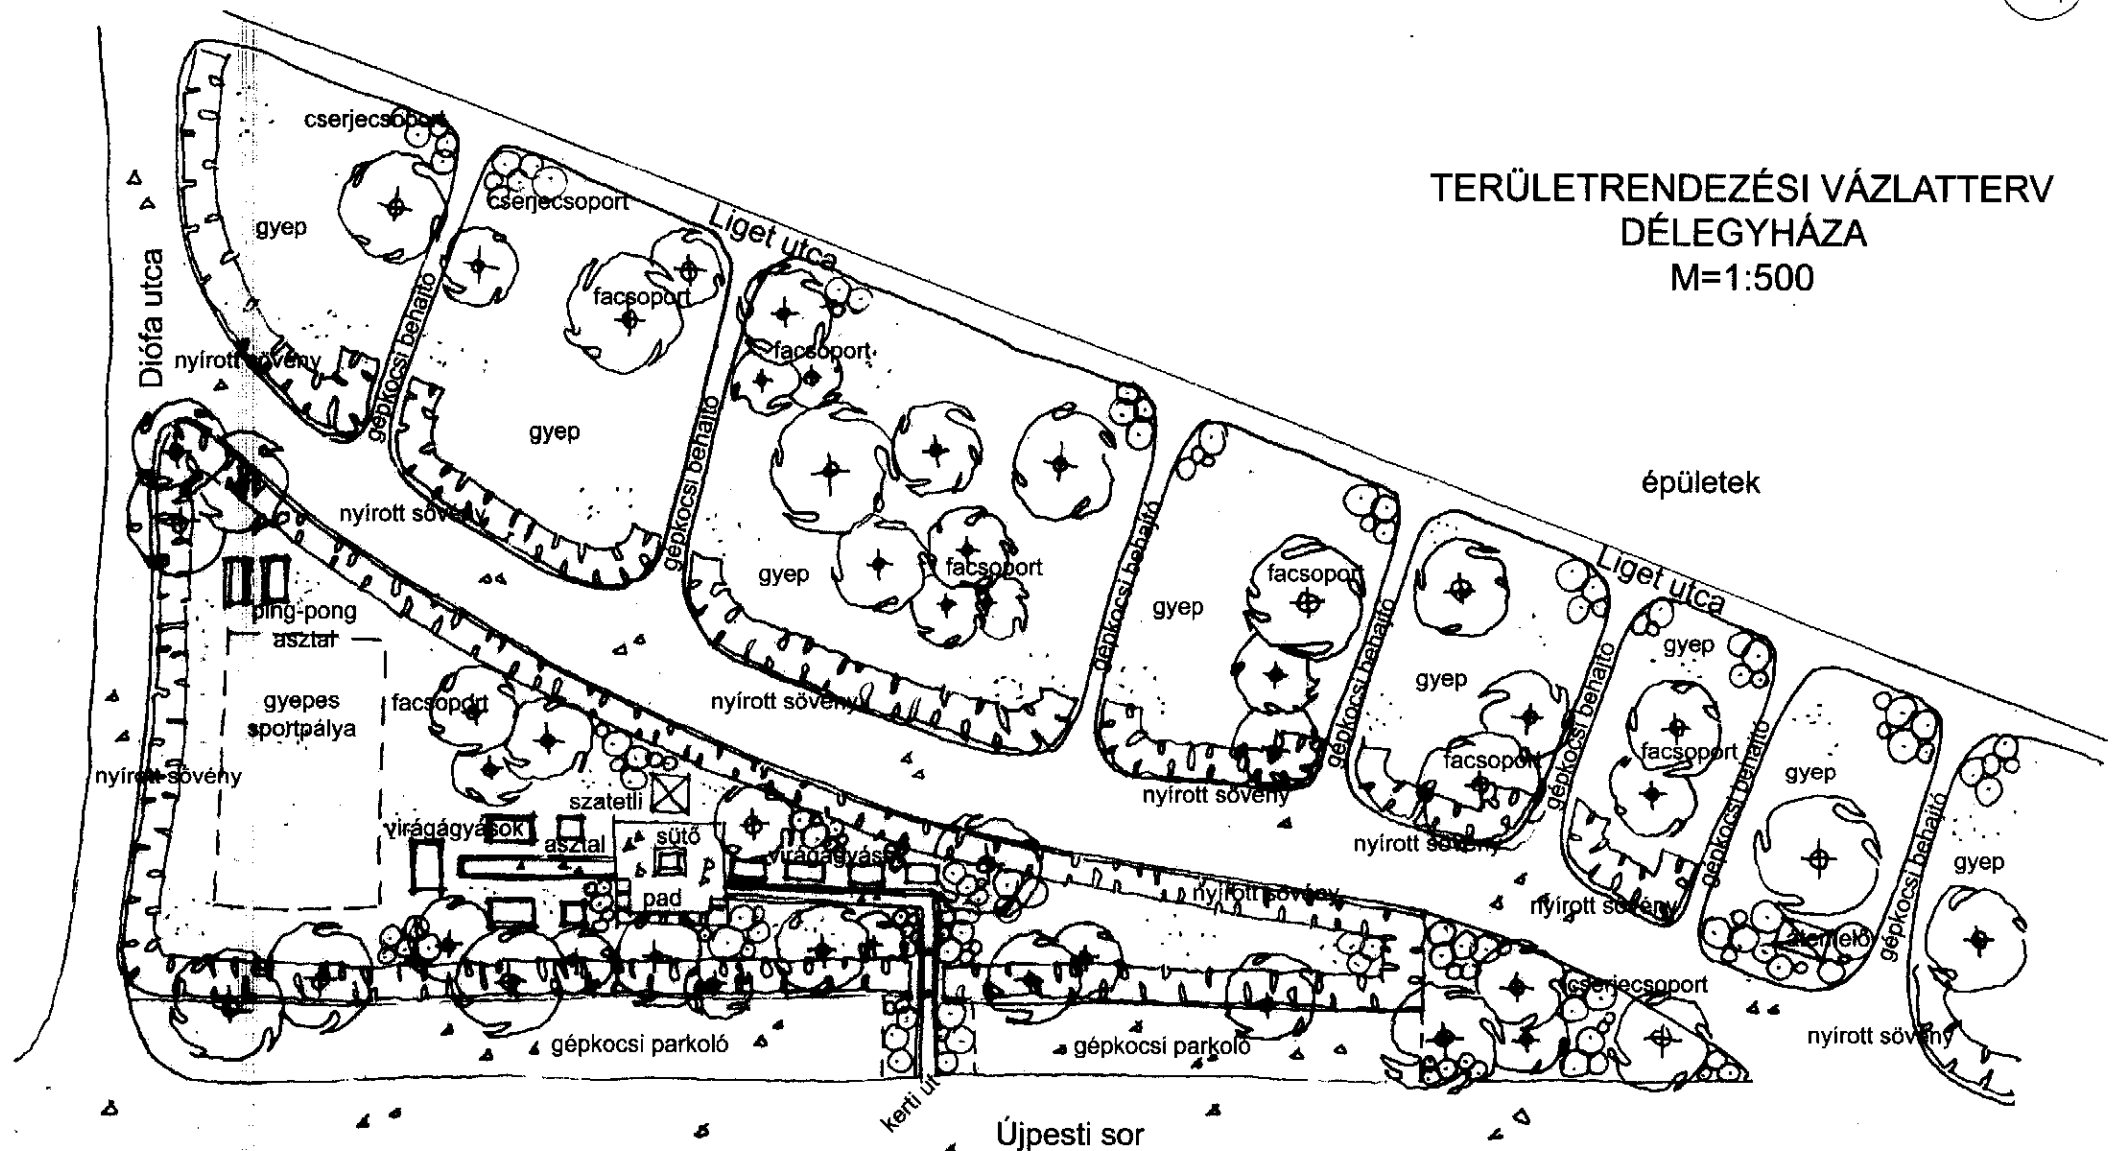 TERÜLETRENDEZÉSI VÁZLATTERV
DÉLEGYHÁZA
M=1:500
cserjecsoport
cserjecsoport
Liget utca
gyep
Diófa utca
gépkocsi behajtó
facsoport
facsoport
nyírott sövény
gyep
gépkocsi behajtó
nyírott sövény
épületek
gyep
facsoport
gépkocsi behajtó
gyep
facsoport
Liget utca
ping-pong
asztal
gyepes
sportpálya
facsoport
nyírott sövény
gépkocsi behajtó
gyep
gyep
gépkocsi behajtó
facsoport
facsoport
gépkocsi behajtó
gyep
gépkocsi behajtó
gyep
nyírott sövény
szatetli
nyírott sövény
nyírott sövény
virágágyások
asztal
sütő
virágágyások
pad
nyírott sövény
nyírott sövény
átemelő
cserjecsoport
nyírott sövény
gépkocsi parkoló
gépkocsi parkoló
kerti út
Újpesti sor